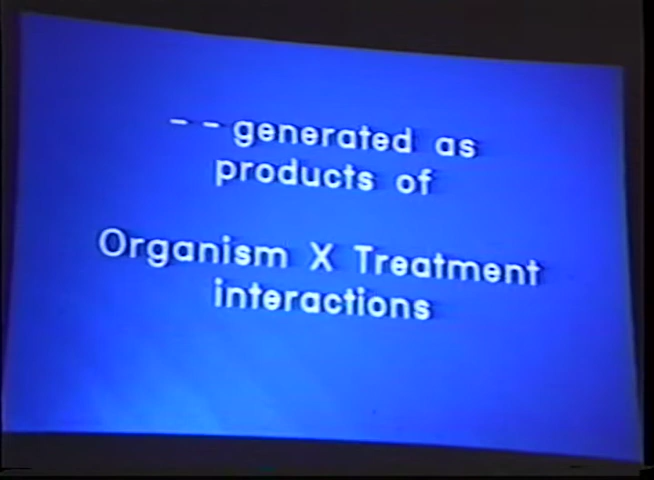 -- generated as
products of
Organism X Treatment
interactions